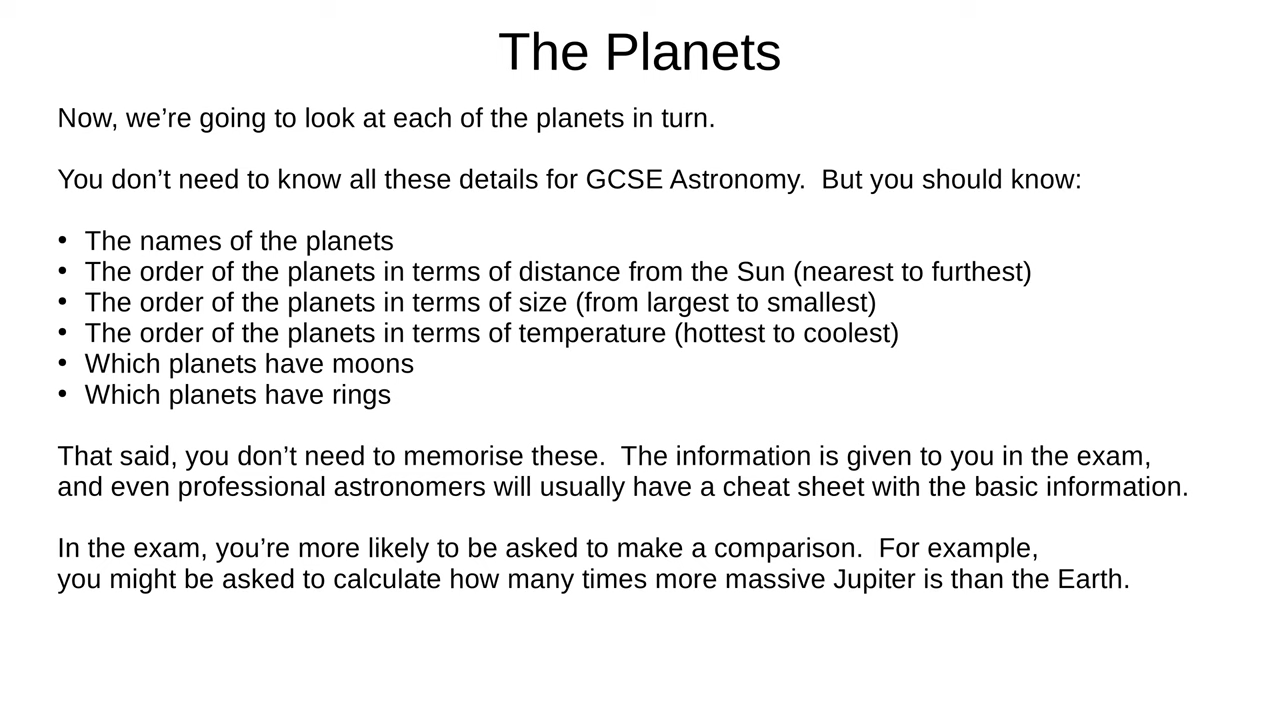 The Planets
Now, we’re going to look at each of the planets in turn.
You don’t need to know all these details for GCSE Astronomy.  But you should know:
• The names of the planets
• The order of the planets in terms of distance from the Sun (nearest to furthest)
• The order of the planets in terms of size (from largest to smallest)
• The order of the planets in terms of temperature (hottest to coolest)
• Which planets have moons
• Which planets have rings
That said, you don’t need to memorise these.  The information is given to you in the exam,
and even professional astronomers will usually have a cheat sheet with the basic information.
In the exam, you’re more likely to be asked to make a comparison.  For example,
you might be asked to calculate how many times more massive Jupiter is than the Earth.